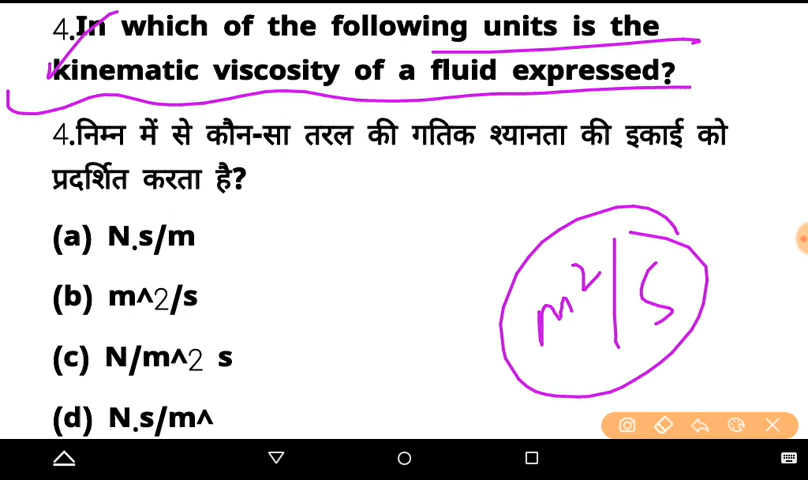 4.In which of the following units is the
kinematic viscosity of a fluid expressed?
4.निम्न में से कौन-सा तरल की गतिक श्यानता की इकाई को
प्रदर्शित करता है?
(a) N.s/m
(b) m^2/s
m²/s
(c) N/m^2 s
(d) N.s/m^